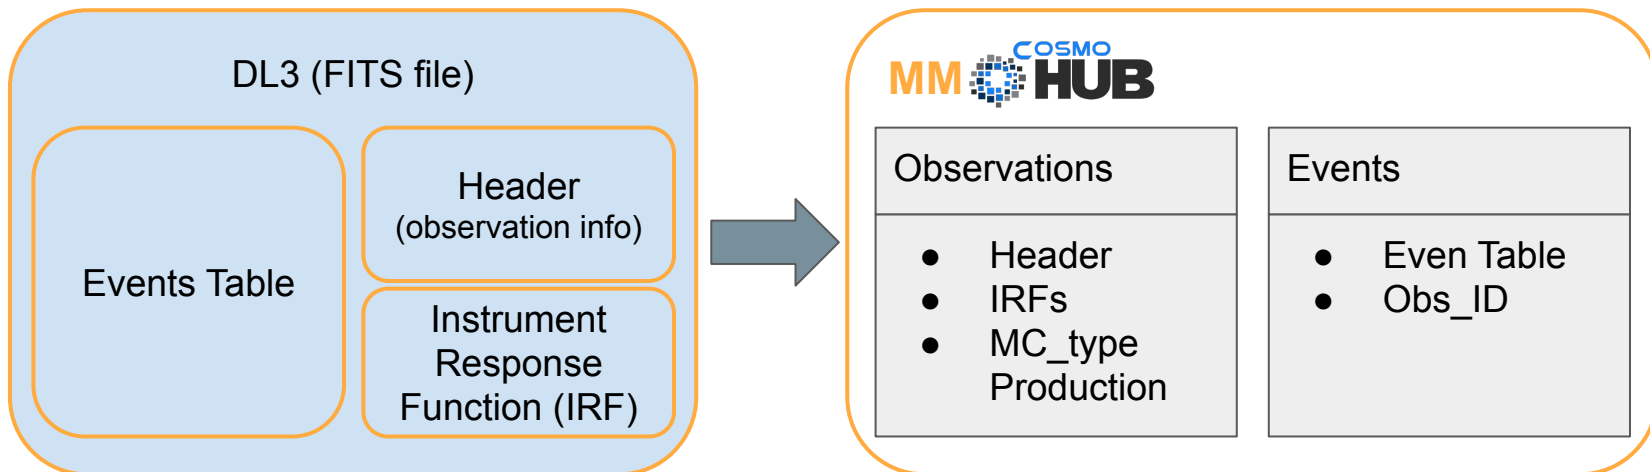 DL3 (FITS file)
Events Table
Header
(observation info)
Instrument
Response
Function (IRF)
MM
COSMO
HUB
Observations
● Header
● IRFs
● MC_type
Production
Events
● Even Table
● Obs_ID